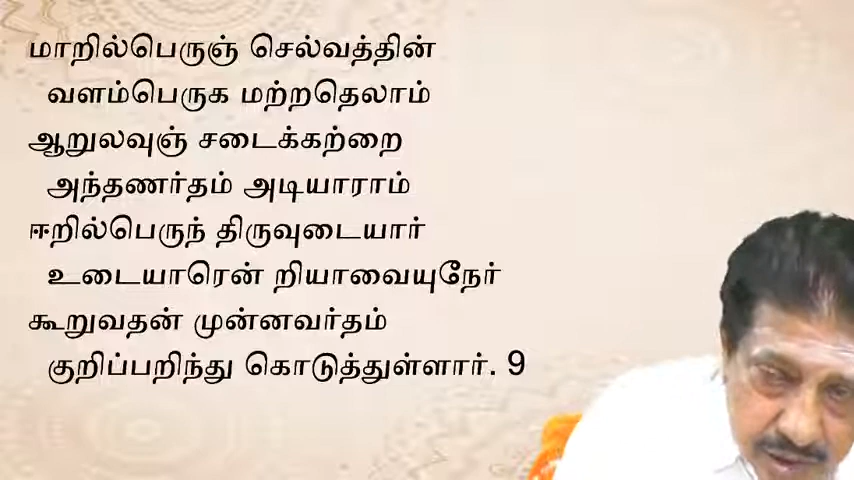 மாறில்பெருஞ் செல்வத்தின்
வளம்பெருக மற்றதெலாம்
ஆறுலவுஞ் சடைக்கற்றை
அந்தணர்தம் அடியாராம்
ஈறில்பெருந் திருவுடையார்
உடையாரென் றியாவையுநேர்
கூறுவதன் முன்னவர்தம்
குறிப்பறிந்து கொடுத்துள்ளார். 9